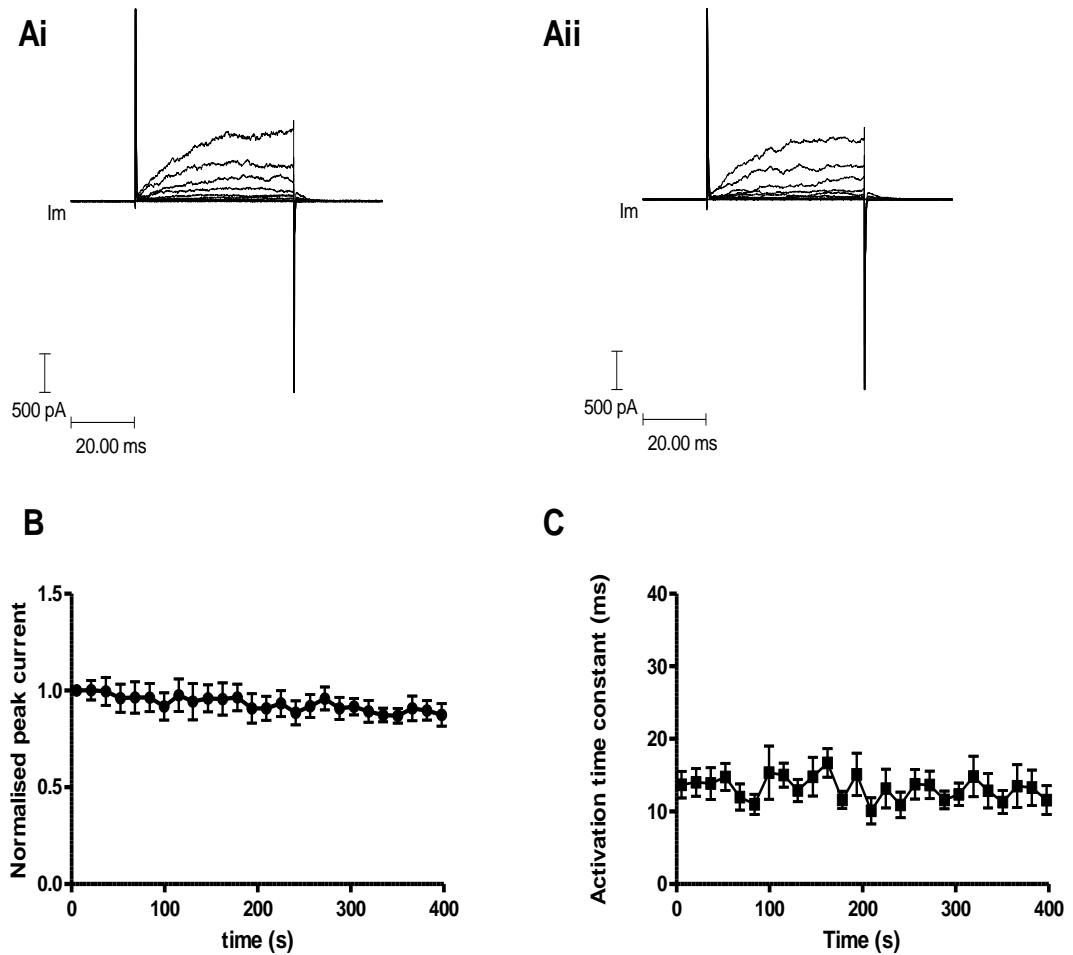 Ai
Im
500 pA
20.00 ms
Aii
Im
500 pA
20.00 ms
B
Normalised peak current
1.5
1.0
0.5
0.0
0 100 200 300 400
time (s)
C
Activation time constant (ms)
40
30
20
10
0
0 100 200 300 400
Time (s)